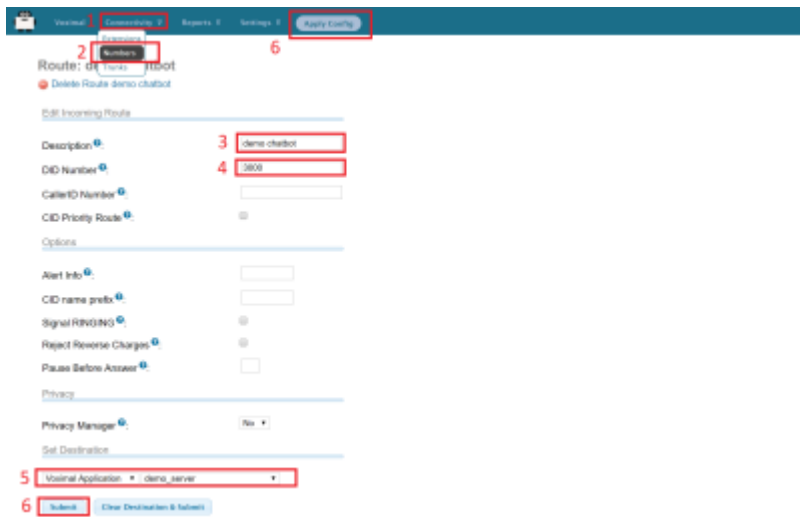 Voximal 1 Connectivity Reports Settings Apply Config
Extensions
2 Numbers 6
Trunks
Route: demo chatbot
Delete Route demo chatbot
Edit Incoming Route
Description : 3 demo chatbot
DID Number : 4 3000
CallerID Number :
CID Priority Route :
Options
Alert Info :
CID name prefix :
Signal RINGING :
Reject Reverse Charges :
Pause Before Answer :
Privacy
Privacy Manager : No
Set Destination
5 Voximal Application demo_server
6 Submit Clear Destination & Submit